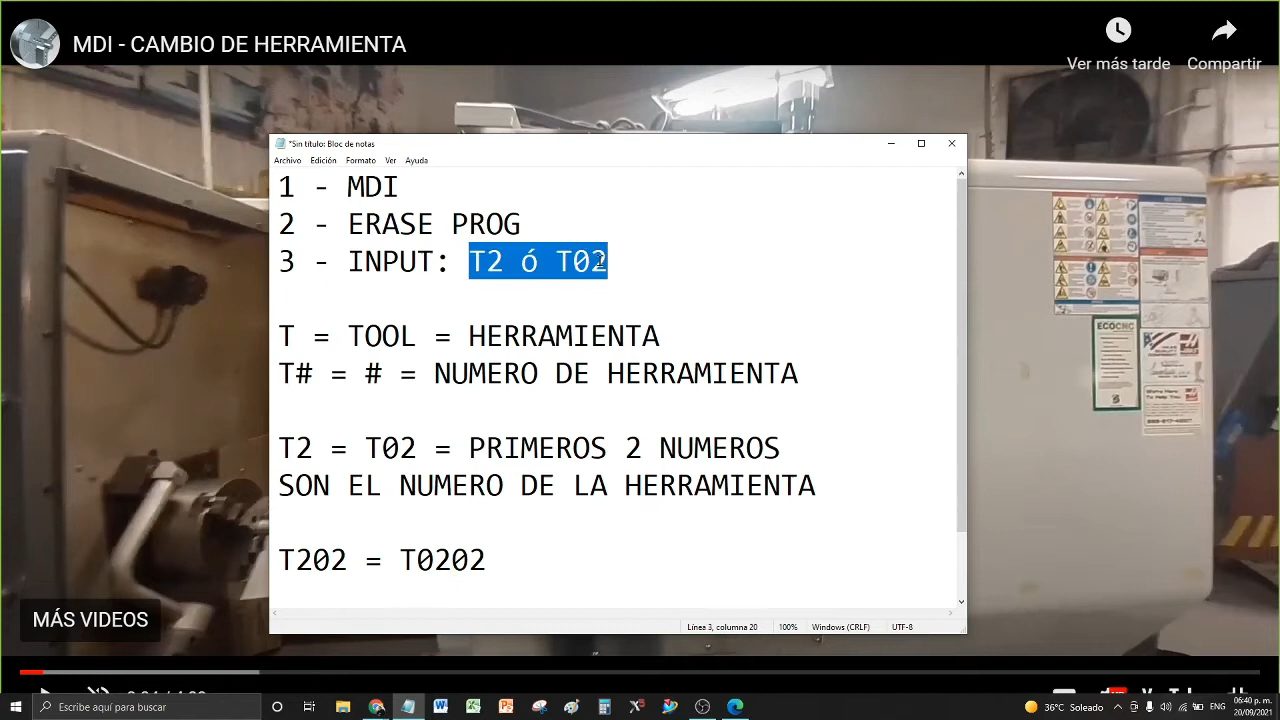 MDI - CAMBIO DE HERRAMIENTA
Ver más tarde
Compartir
*Sin título: Bloc de notas
Archivo Edición Formato Ver Ayuda
1 - MDI
2 - ERASE PROG
3 - INPUT: T2 ó T02
T = TOOL = HERRAMIENTA
T# = # = NUMERO DE HERRAMIENTA
T2 = T02 = PRIMEROS 2 NUMEROS
SON EL NUMERO DE LA HERRAMIENTA
T202 = T0202
ECOCNC
MÁS VIDEOS
Línea 3, columna 20 100% Windows (CRLF) UTF-8
Escribe aquí para buscar
36°C Soleado
ENG
06:40 p. m.
20/09/2021